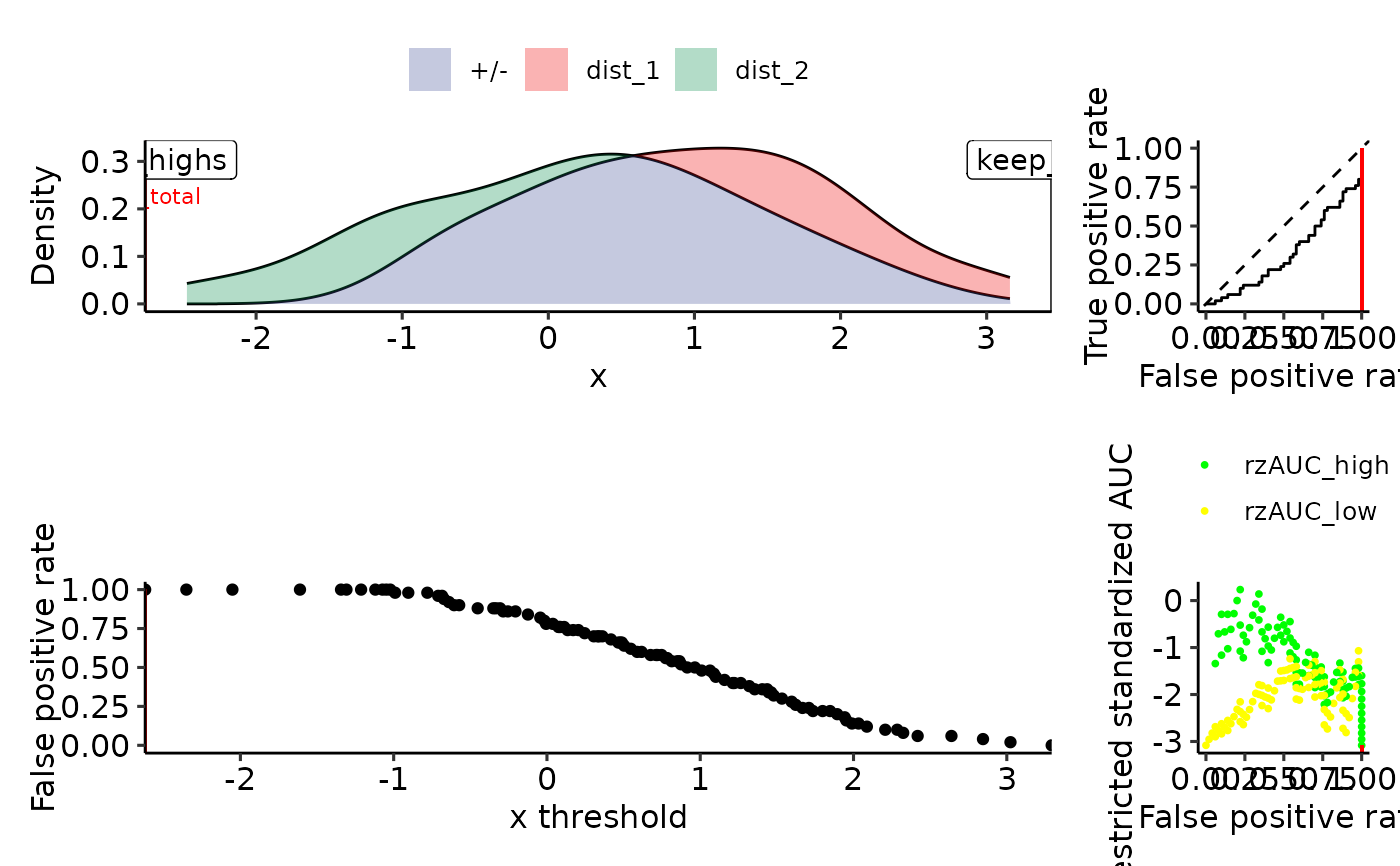 +/- dist_1 dist_2
Density
0.3
0.2
0.1
0.0
highs
total
keep
-2 -1 0 1 2 3
x
True positive rate
1.00
0.75
0.50
0.25
0.00
False positive ra
False positive rate
1.00
0.75
0.50
0.25
0.00
-2 -1 0 1 2 3
x threshold
rzAUC_high
rzAUC_low
estricted standardized AUC
0
-1
-2
-3
False positive ra